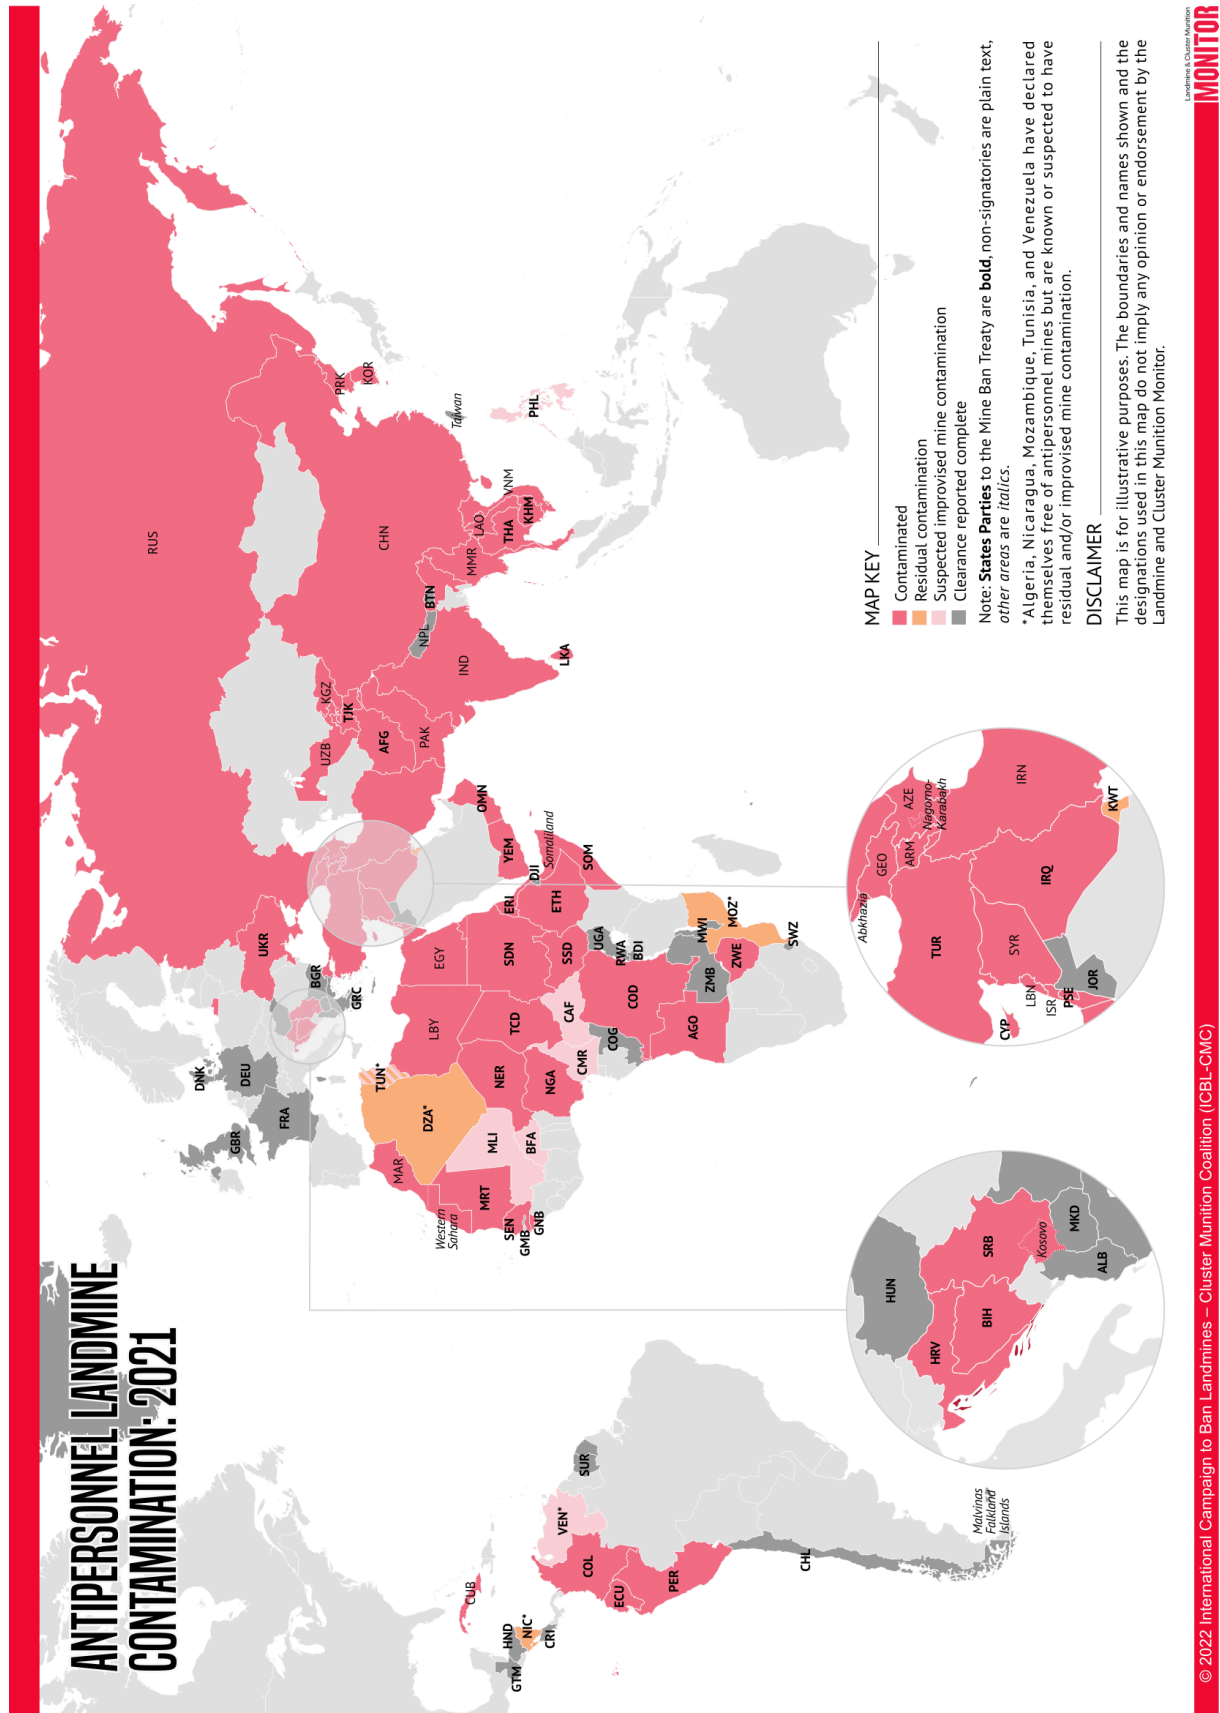 ANTIPERSONNEL LANDMINE
CONTAMINATION: 2021
RUS
UKR
DNK
DEU
GBR
FRA
BGR
GRC
UZB
KGZ
TJK
AFG
PAK
CHN
PRK
KOR
Taiwan
NPL
BTN
IND
LKA
MMR
LAO
THA
VNM
KHM
PHL
OMN
YEM
DJI
Somaliland
SOM
ERI
ETH
EGY
SDN
SSD
UGA
RWA
BDI
LBY
TCD
CAF
COD
COG
CMR
TUN*
DZA*
NER
NGA
MAR
MLI
BFA
Western
Sahara
MRT
SEN
GMB
GNB
AGO
ZMB
MWI
MOZ*
ZWE
SWZ
CUB
GTM
HND
NIC*
CRI
VEN*
SUR
COL
ECU
PER
CHL
Malvinas
Falkland
Islands
HUN
HRV
BIH
SRB
Kosovo
MKD
ALB
Abkhazia
GEO
ARM
AZE
Nagorno-
Karabakh
TUR
SYR
IRQ
IRN
KWT
CYP
LBN
ISR
PSE
JOR
MAP KEY
Contaminated
Residual contamination
Suspected improvised mine contamination
Clearance reported complete
Note: States Parties to the Mine Ban Treaty are bold, non-signatories are plain text,
other areas are italics.
*Algeria, Nicaragua, Mozambique, Tunisia, and Venezuela have declared
themselves free of antipersonnel mines but are known or suspected to have
residual and/or improvised mine contamination.
DISCLAIMER
This map is for illustrative purposes. The boundaries and names shown and the
designations used in this map do not imply any opinion or endorsement by the
Landmine and Cluster Munition Monitor.
Landmine & Cluster Munition
MONITOR
© 2022 International Campaign to Ban Landmines – Cluster Munition Coalition (ICBL-CMC)